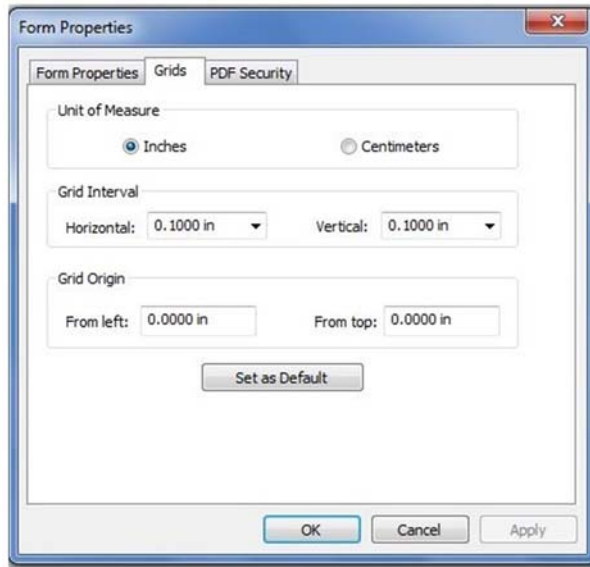 Form Properties
Form Properties Grids PDF Security
Unit of Measure
Inches Centimeters
Grid Interval
Horizontal: 0.1000 in Vertical: 0.1000 in
Grid Origin
From left: 0.0000 in From top: 0.0000 in
Set as Default
OK Cancel Apply